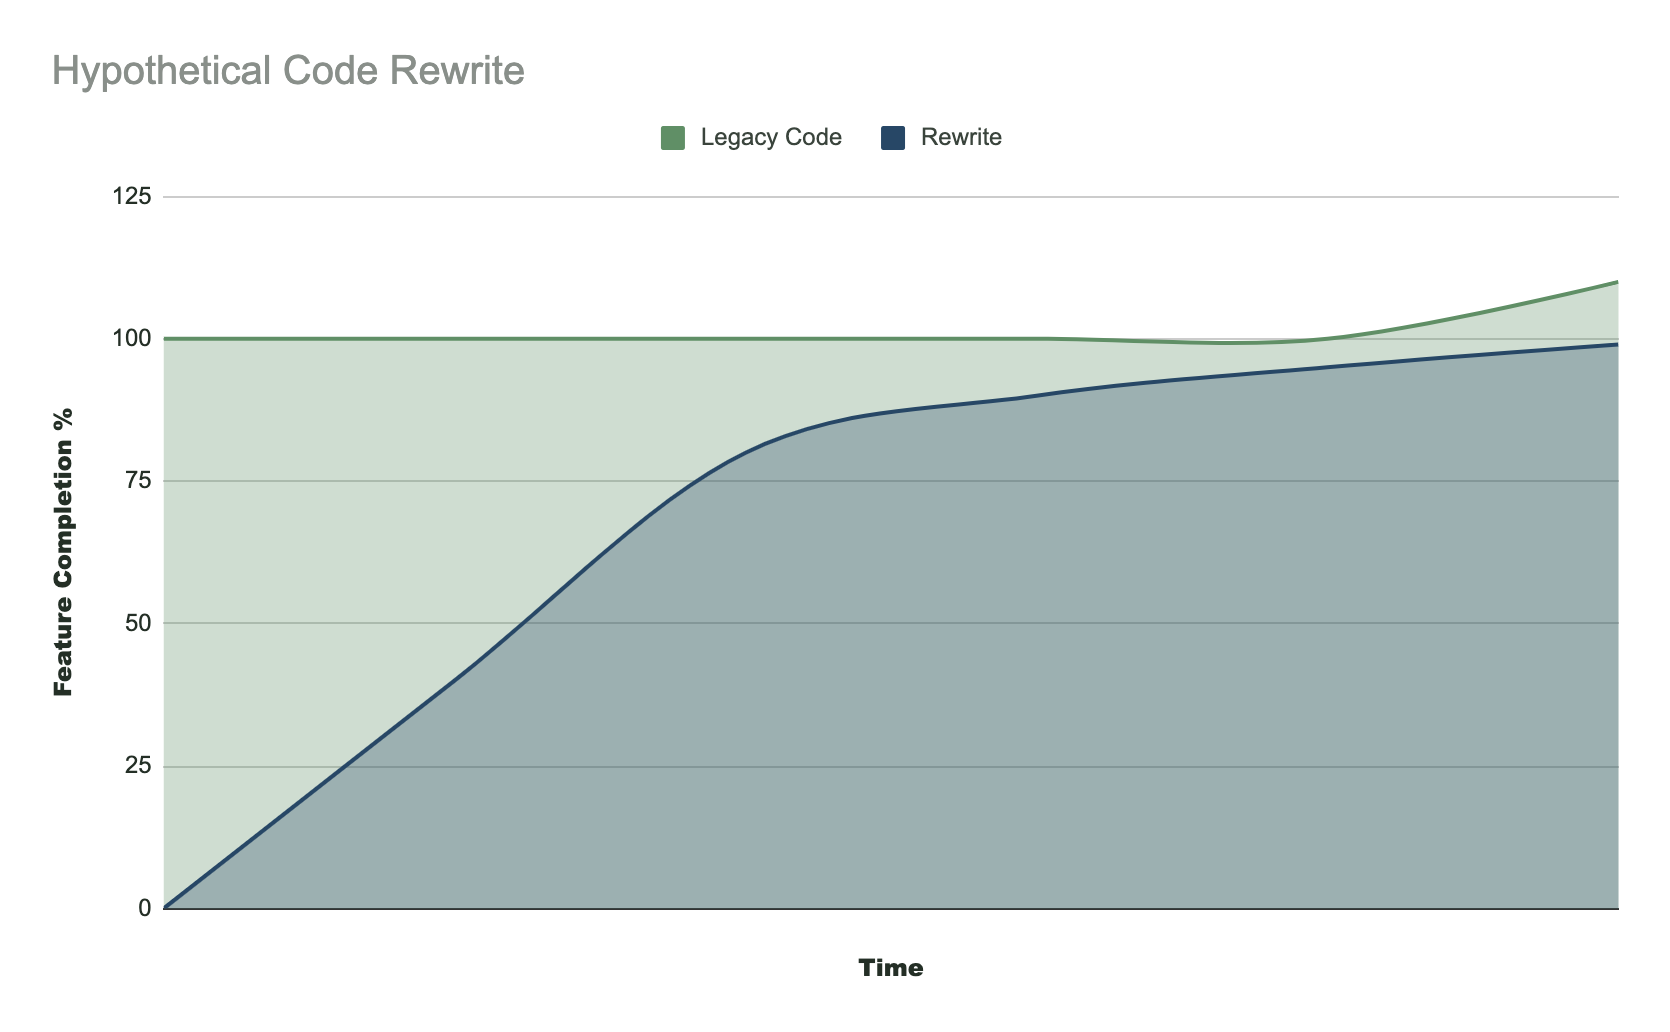 Hypothetical Code Rewrite
Legacy Code
Rewrite
125
100
75
50
25
0
Feature Completion %
Time